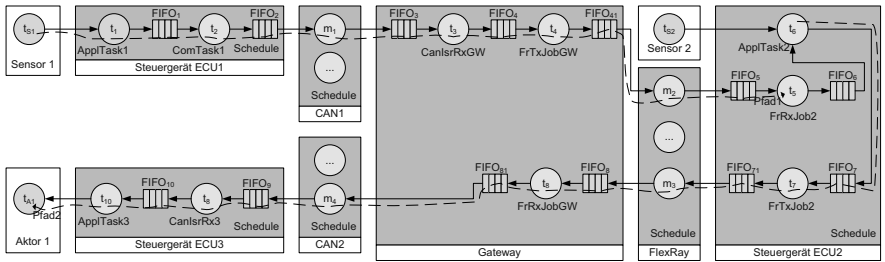 FIFO₁ FIFO₂ FIFO₃ FIFO₄ FIFO₄₁
tS1 t₁ t₂ m₁ t₃ t₄ tS2 t₆
ApplTask1 ComTask1 Schedule CanIsrRxGW FrTxJobGW Sensor 2 ApplTask2
Sensor 1 Steuergerät ECU1 ...
Schedule
CAN1
FIFO₅ FIFO₆
m₂ Pfad1 t₅
FrRxJob2
... ...
FIFO₁₀ FIFO₉ FIFO₈₁ FIFO₈ FIFO₇₁ FIFO₇
tA1 t₁₀ t₈ m₄ t₈ m₃ t₇
Pfad2 ApplTask3 CanIsrRx3 FrRxJobGW FrTxJob2
Schedule Schedule Schedule Schedule
Aktor 1 Steuergerät ECU3 CAN2 Gateway FlexRay Steuergerät ECU2